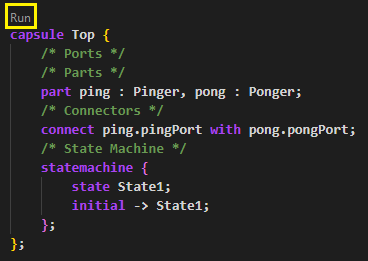 Run
capsule Top {
    /* Ports */
    /* Parts */
    part ping : Pinger, pong : Ponger;
    /* Connectors */
    connect ping.pingPort with pong.pongPort;
    /* State Machine */
    statemachine {
        state State1;
        initial -> State1;
    };
};